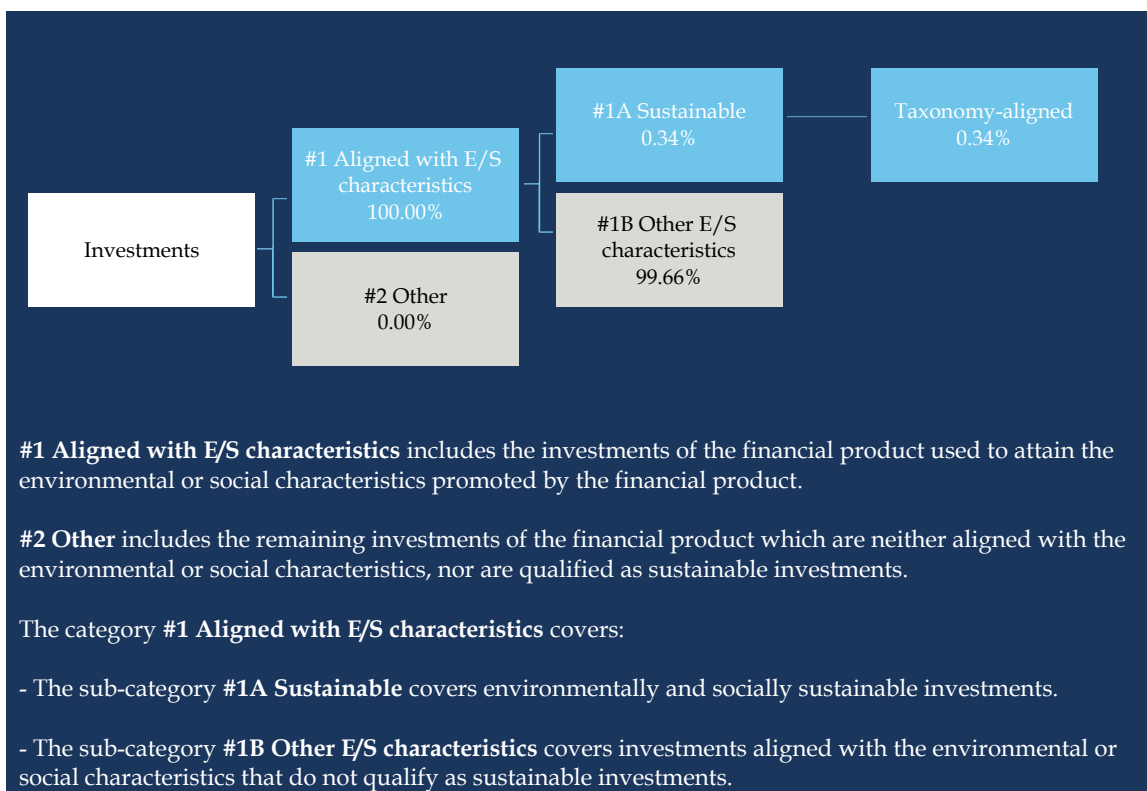 Investments
#1 Aligned with E/S
characteristics
100.00%
#2 Other
0.00%
#1A Sustainable
0.34%
#1B Other E/S
characteristics
99.66%
Taxonomy-aligned
0.34%
#1 Aligned with E/S characteristics includes the investments of the financial product used to attain the
environmental or social characteristics promoted by the financial product.
#2 Other includes the remaining investments of the financial product which are neither aligned with the
environmental or social characteristics, nor are qualified as sustainable investments.
The category #1 Aligned with E/S characteristics covers:
- The sub-category #1A Sustainable covers environmentally and socially sustainable investments.
- The sub-category #1B Other E/S characteristics covers investments aligned with the environmental or
social characteristics that do not qualify as sustainable investments.